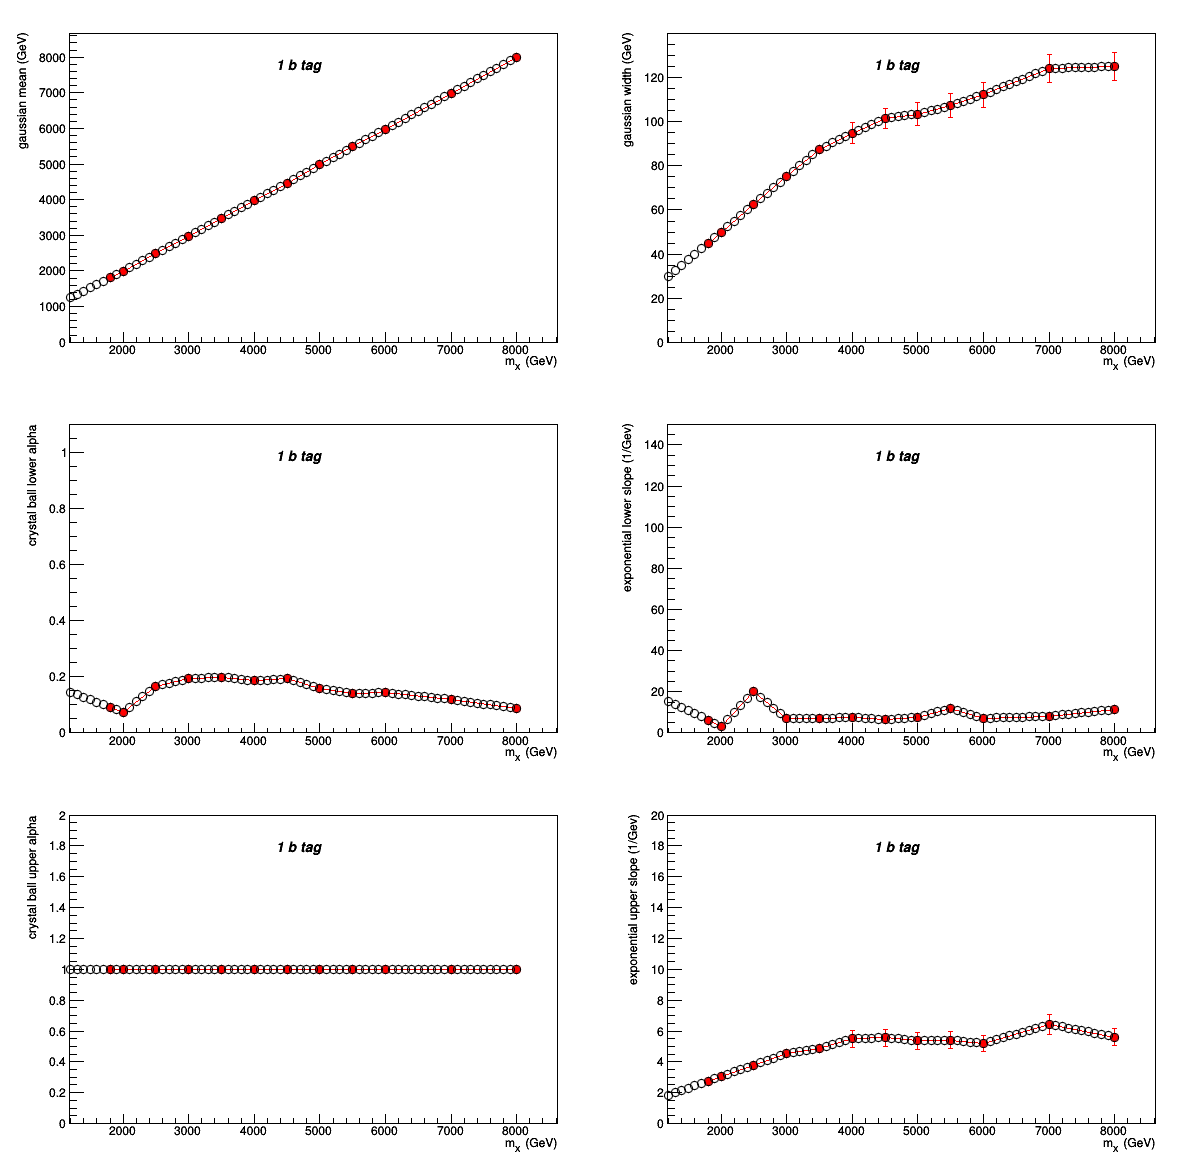 gaussian mean (GeV)
1 b tag
8000
7000
6000
5000
4000
3000
2000
1000
0
2000 3000 4000 5000 6000 7000 8000
mx (GeV)
gaussian width (GeV)
1 b tag
120
100
80
60
40
20
0
2000 3000 4000 5000 6000 7000 8000
mx (GeV)
crystal ball lower alpha
1 b tag
1
0.8
0.6
0.4
0.2
0
2000 3000 4000 5000 6000 7000 8000
mx (GeV)
exponential lower slope (1/Gev)
1 b tag
140
120
100
80
60
40
20
0
2000 3000 4000 5000 6000 7000 8000
mx (GeV)
crystal ball upper alpha
1 b tag
2
1.8
1.6
1.4
1.2
1
0.8
0.6
0.4
0.2
0
2000 3000 4000 5000 6000 7000 8000
mx (GeV)
exponential upper slope (1/Gev)
1 b tag
20
18
16
14
12
10
8
6
4
2
0
2000 3000 4000 5000 6000 7000 8000
mx (GeV)